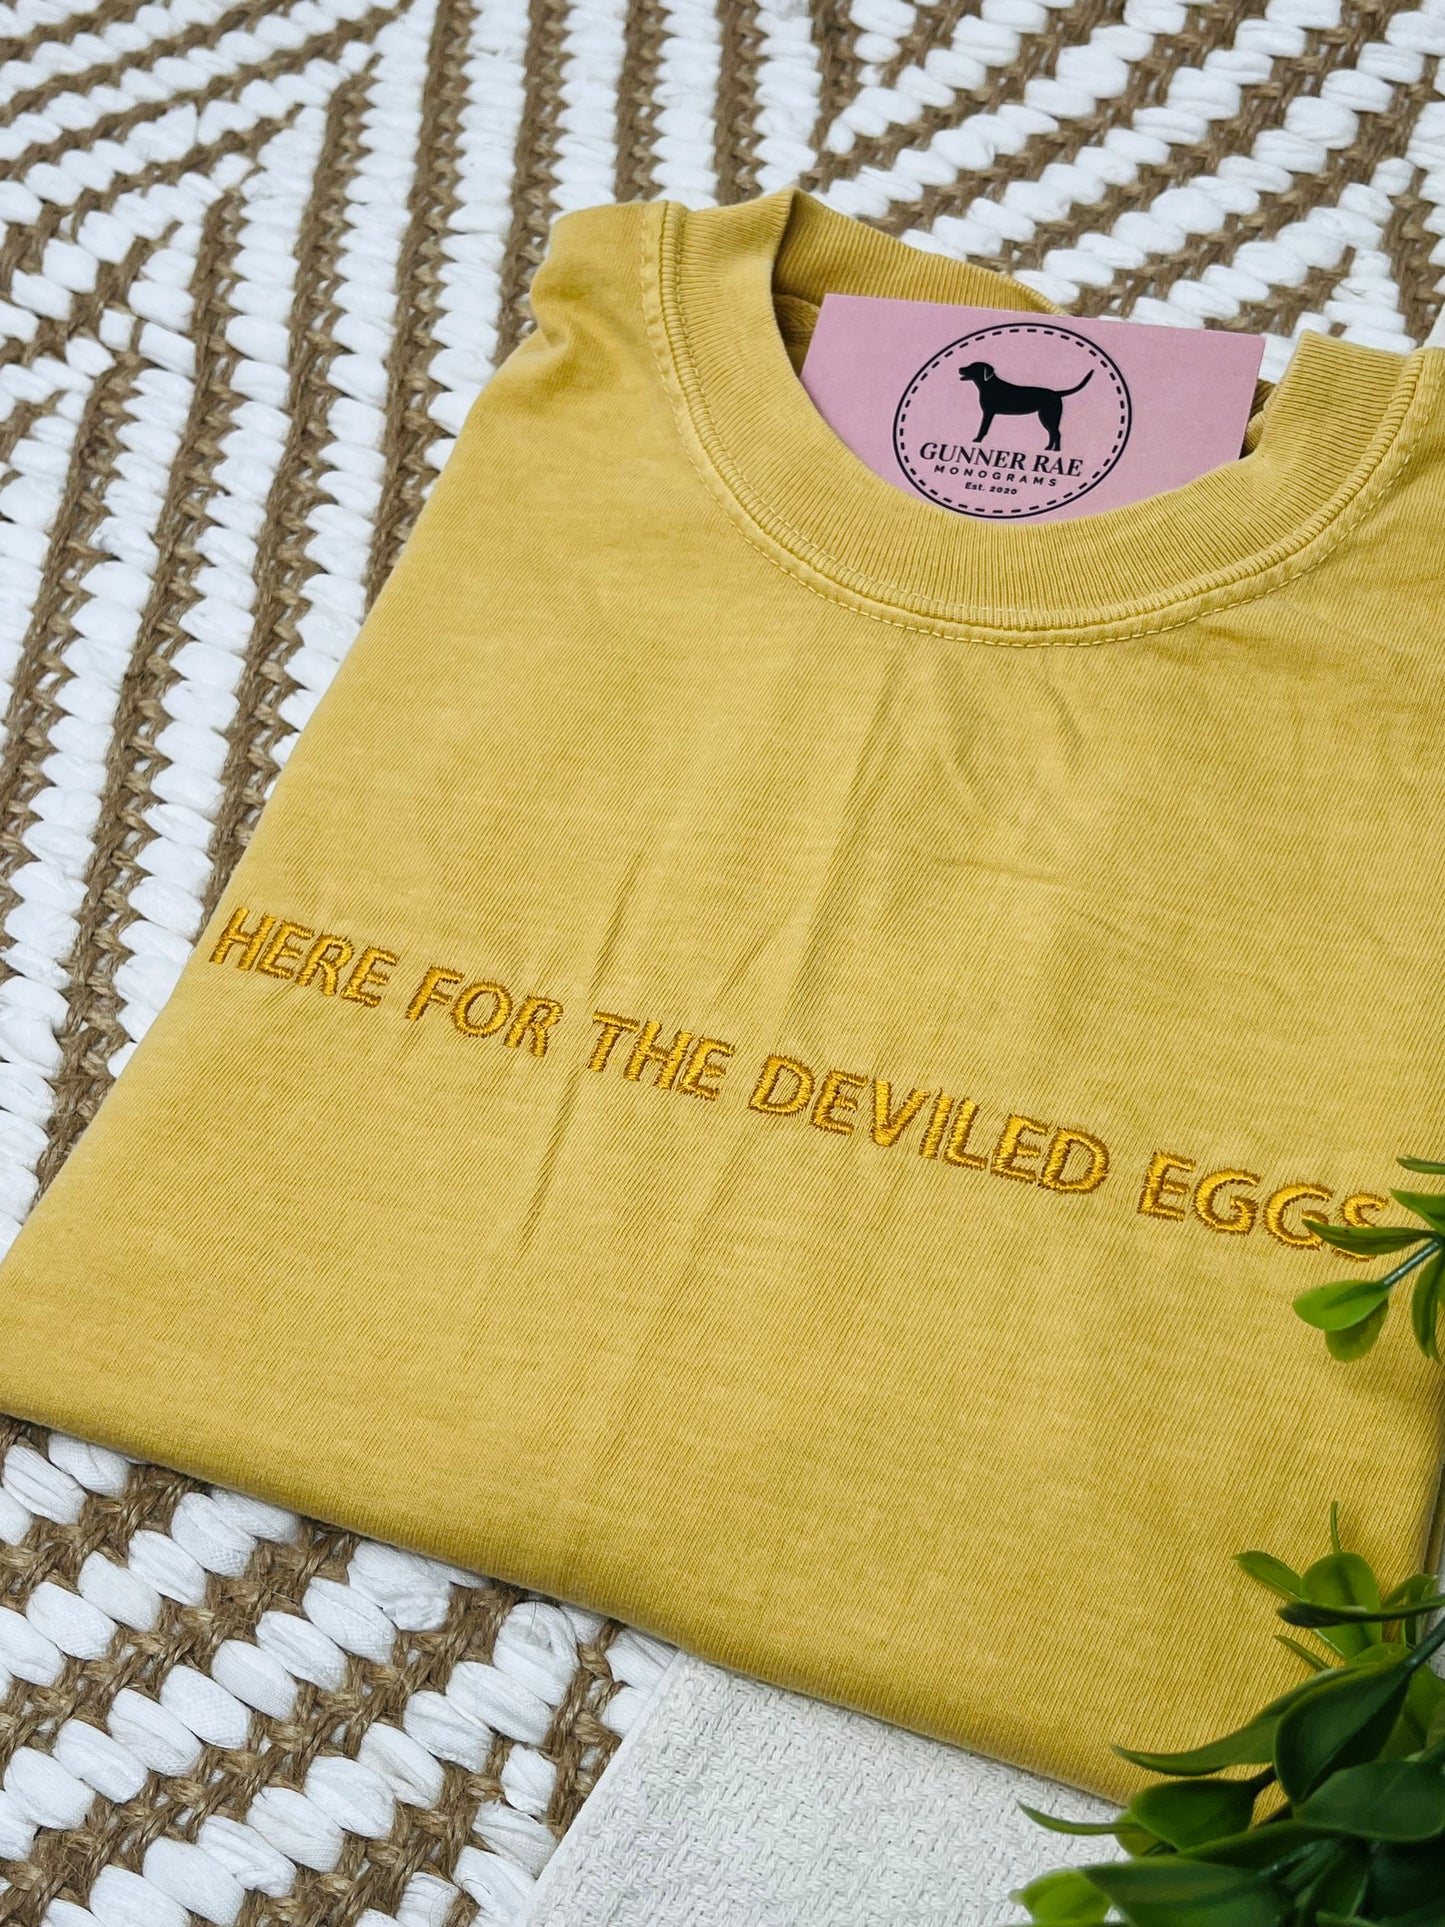 GUNNER RAE
MONOGRAMS
Est. 2020
HERE FOR THE DEVILED EGGS